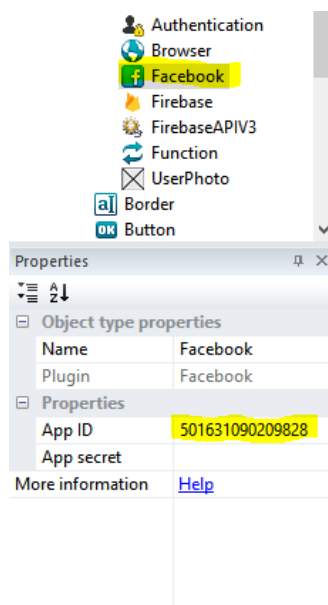 Authentication
Browser
Facebook
Firebase
FirebaseAPIV3
Function
UserPhoto
Border
OK Button
Properties
Object type properties
Name Facebook
Plugin Facebook
Properties
App ID 501631090209828
App secret
More information Help